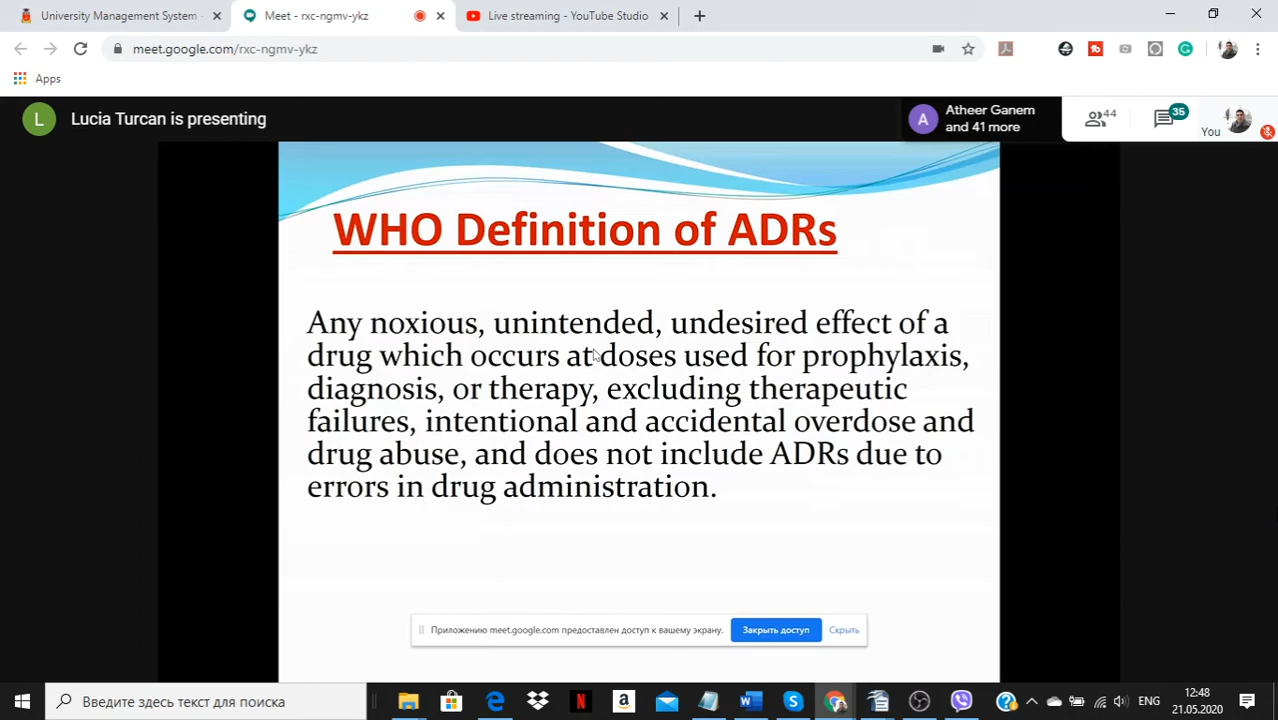 University Management System -
Meet - rxc-ngmv-ykz
Live streaming - YouTube Studio
meet.google.com/rxc-ngmv-ykz
Apps
L
Lucia Turcan is presenting
A
Atheer Ganem
and 41 more
44
35
You
WHO Definition of ADRs
Any noxious, unintended, undesired effect of a
drug which occurs at doses used for prophylaxis,
diagnosis, or therapy, excluding therapeutic
failures, intentional and accidental overdose and
drug abuse, and does not include ADRs due to
errors in drug administration.
Приложению meet.google.com предоставлен доступ к вашему экрану.
Закрыть доступ
Скрыть
Введите здесь текст для поиска
ENG
12:48
21.05.2020